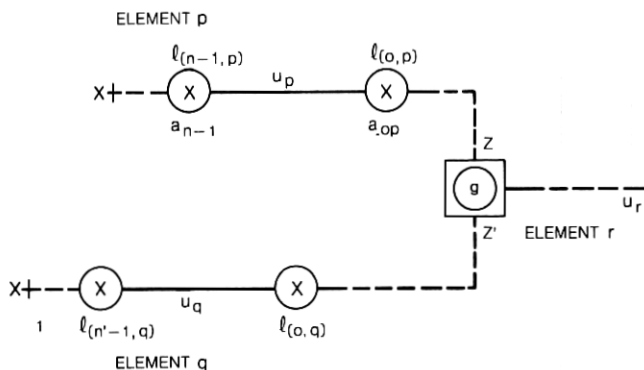 ELEMENT p
ℓ(n−1, p) ℓ(o, p)
X X u_p X
a_n−1 a_op
Z
g
u_r
Z' ELEMENT r
X X u_q X
1 ℓ(n'−1, q) ℓ(o, q)
ELEMENT q